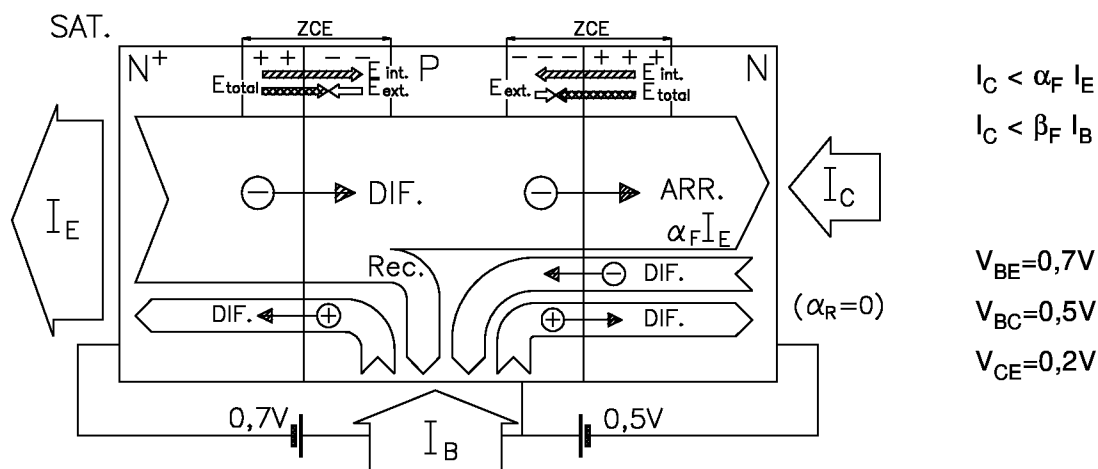 SAT.
ZCE ZCE
N+ + + − − P − − − + + + N
E int. E int.
E total E ext. E ext. E total
I_C < α_F I_E
I_C < β_F I_B
− DIF. − ARR.
I_E I_C
α_F I_E
Rec. − DIF.
DIF. + + DIF.
(α_R=0)
V_BE=0,7V
V_BC=0,5V
V_CE=0,2V
0,7V I_B 0,5V